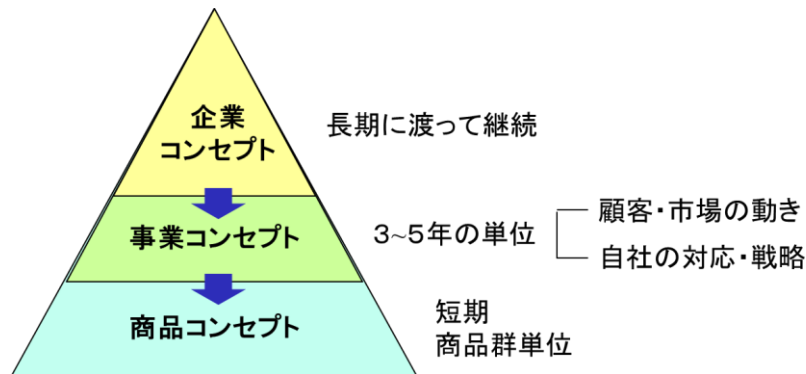 企業
コンセプト
長期に渡って継続
事業コンセプト
3~5年の単位
顧客・市場の動き
自社の対応・戦略
商品コンセプト
短期
商品群単位